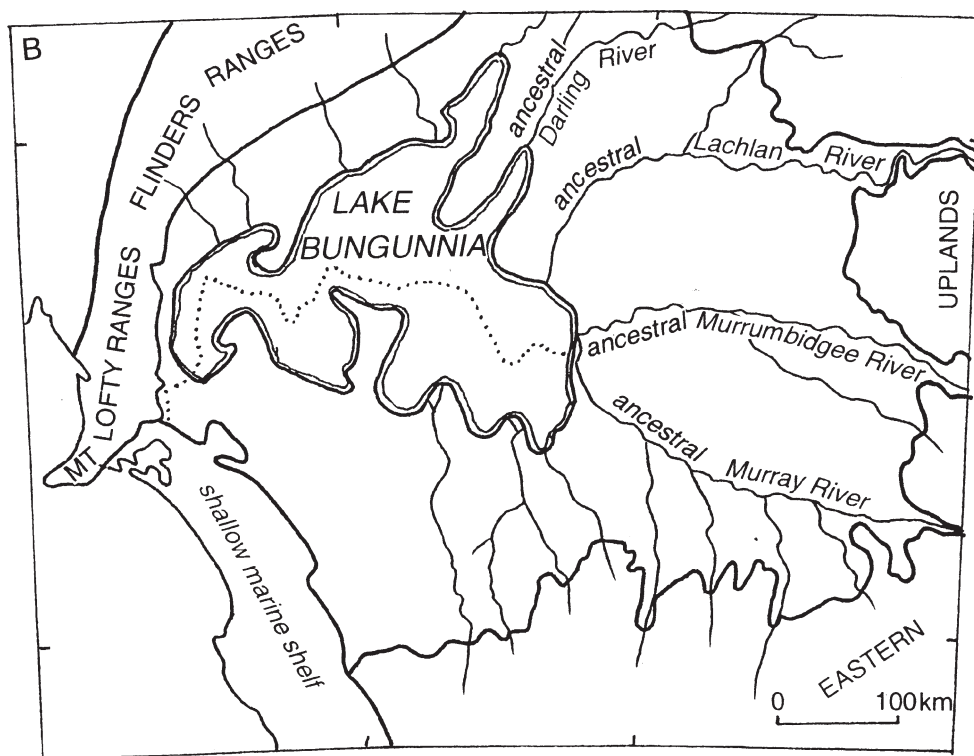 B
FLINDERS RANGES
ancestral
Darling River
ancestral Lachlan River
LAKE
BUNGUNNIA
UPLANDS
MT LOFTY RANGES
ancestral Murrumbidgee River
ancestral Murray River
shallow marine shelf
EASTERN
0 100km